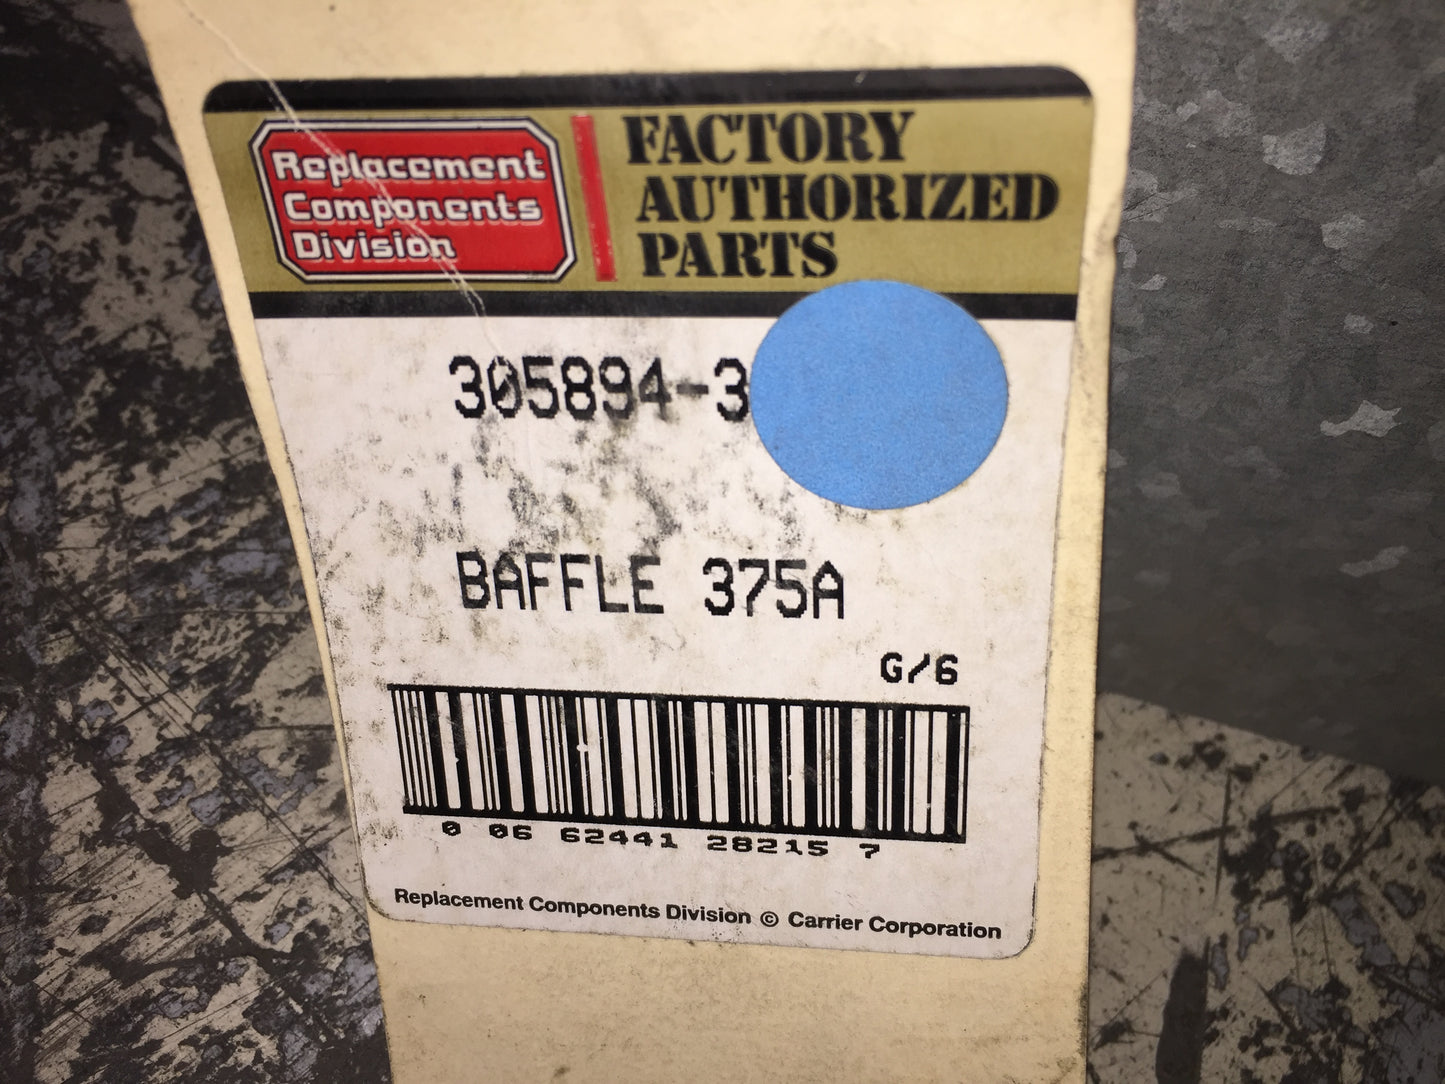 Replacement
Components
Division
FACTORY
AUTHORIZED
PARTS
305894-3
BAFFLE 375A
G/6
0 06 62441 28215 7
Replacement Components Division © Carrier Corporation